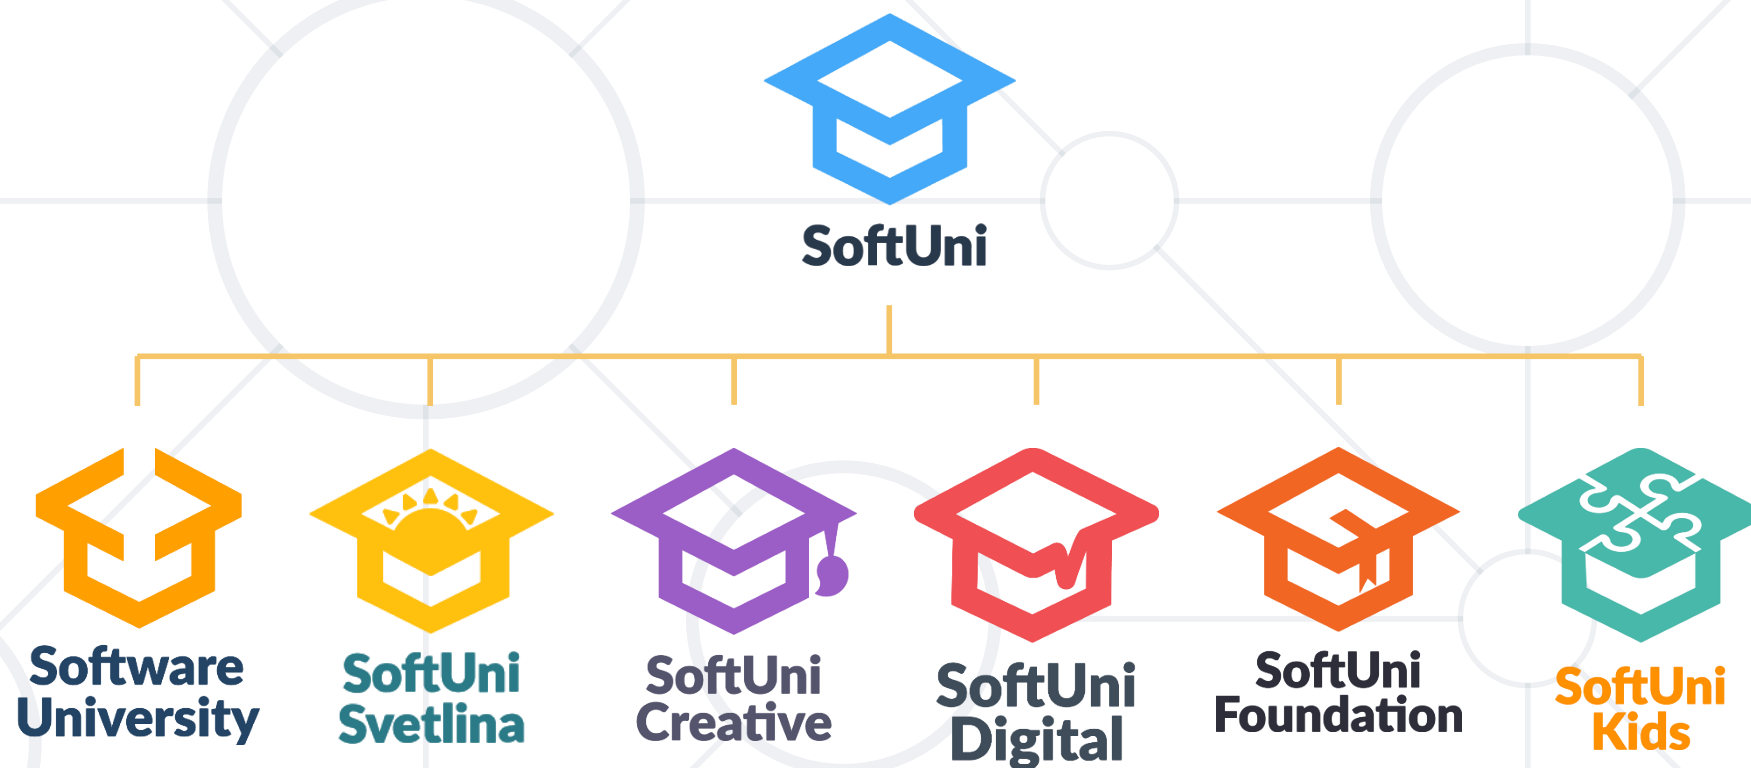 SoftUni
Software
University
SoftUni
Svetlina
SoftUni
Creative
SoftUni
Digital
SoftUni
Foundation
SoftUni
Kids